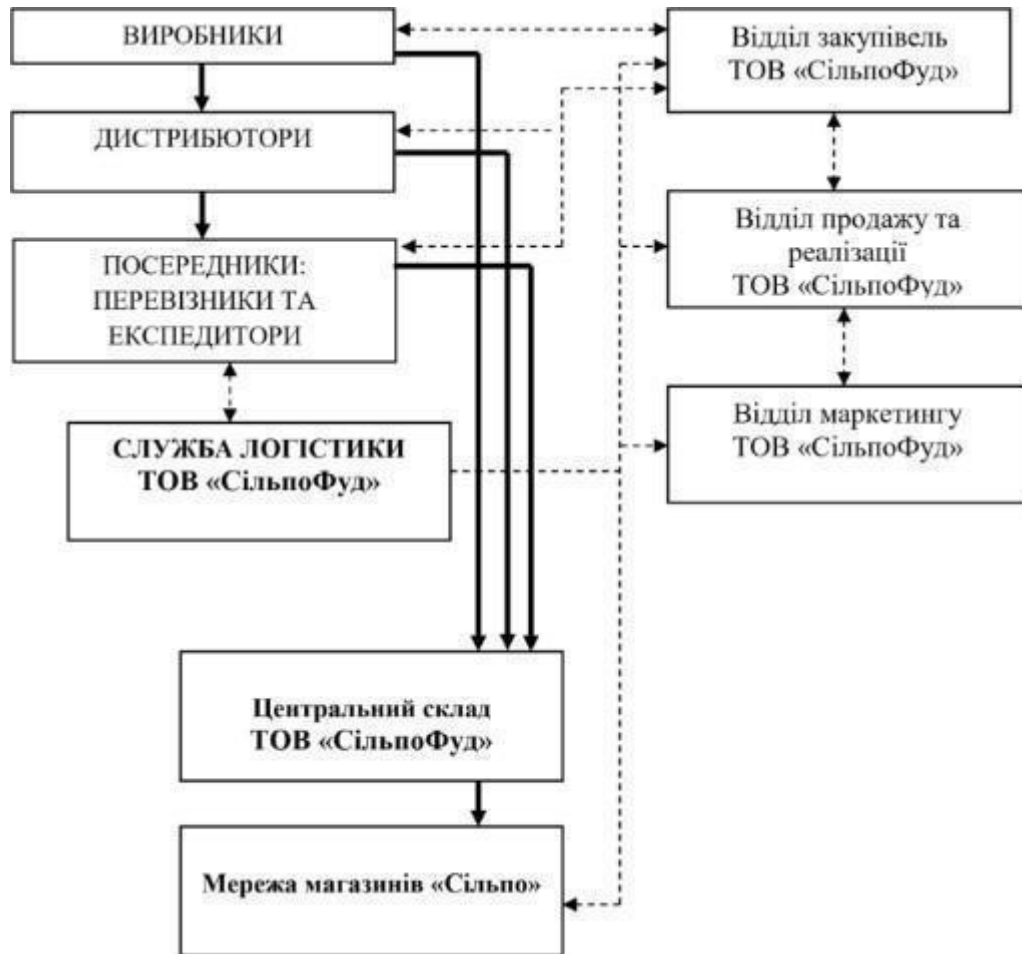 ВИРОБНИКИ
ДИСТРИБЮТОРИ
ПОСЕРЕДНИКИ:
ПЕРЕВІЗНИКИ ТА
ЕКСПЕДИТОРИ
СЛУЖБА ЛОГІСТИКИ
ТОВ «СільпоФуд»
Центральний склад
ТОВ «СільпоФуд»
Мережа магазинів «Сільпо»
Відділ закупівель
ТОВ «СільпоФуд»
Відділ продажу та
реалізації
ТОВ «СільпоФуд»
Відділ маркетингу
ТОВ «СільпоФуд»